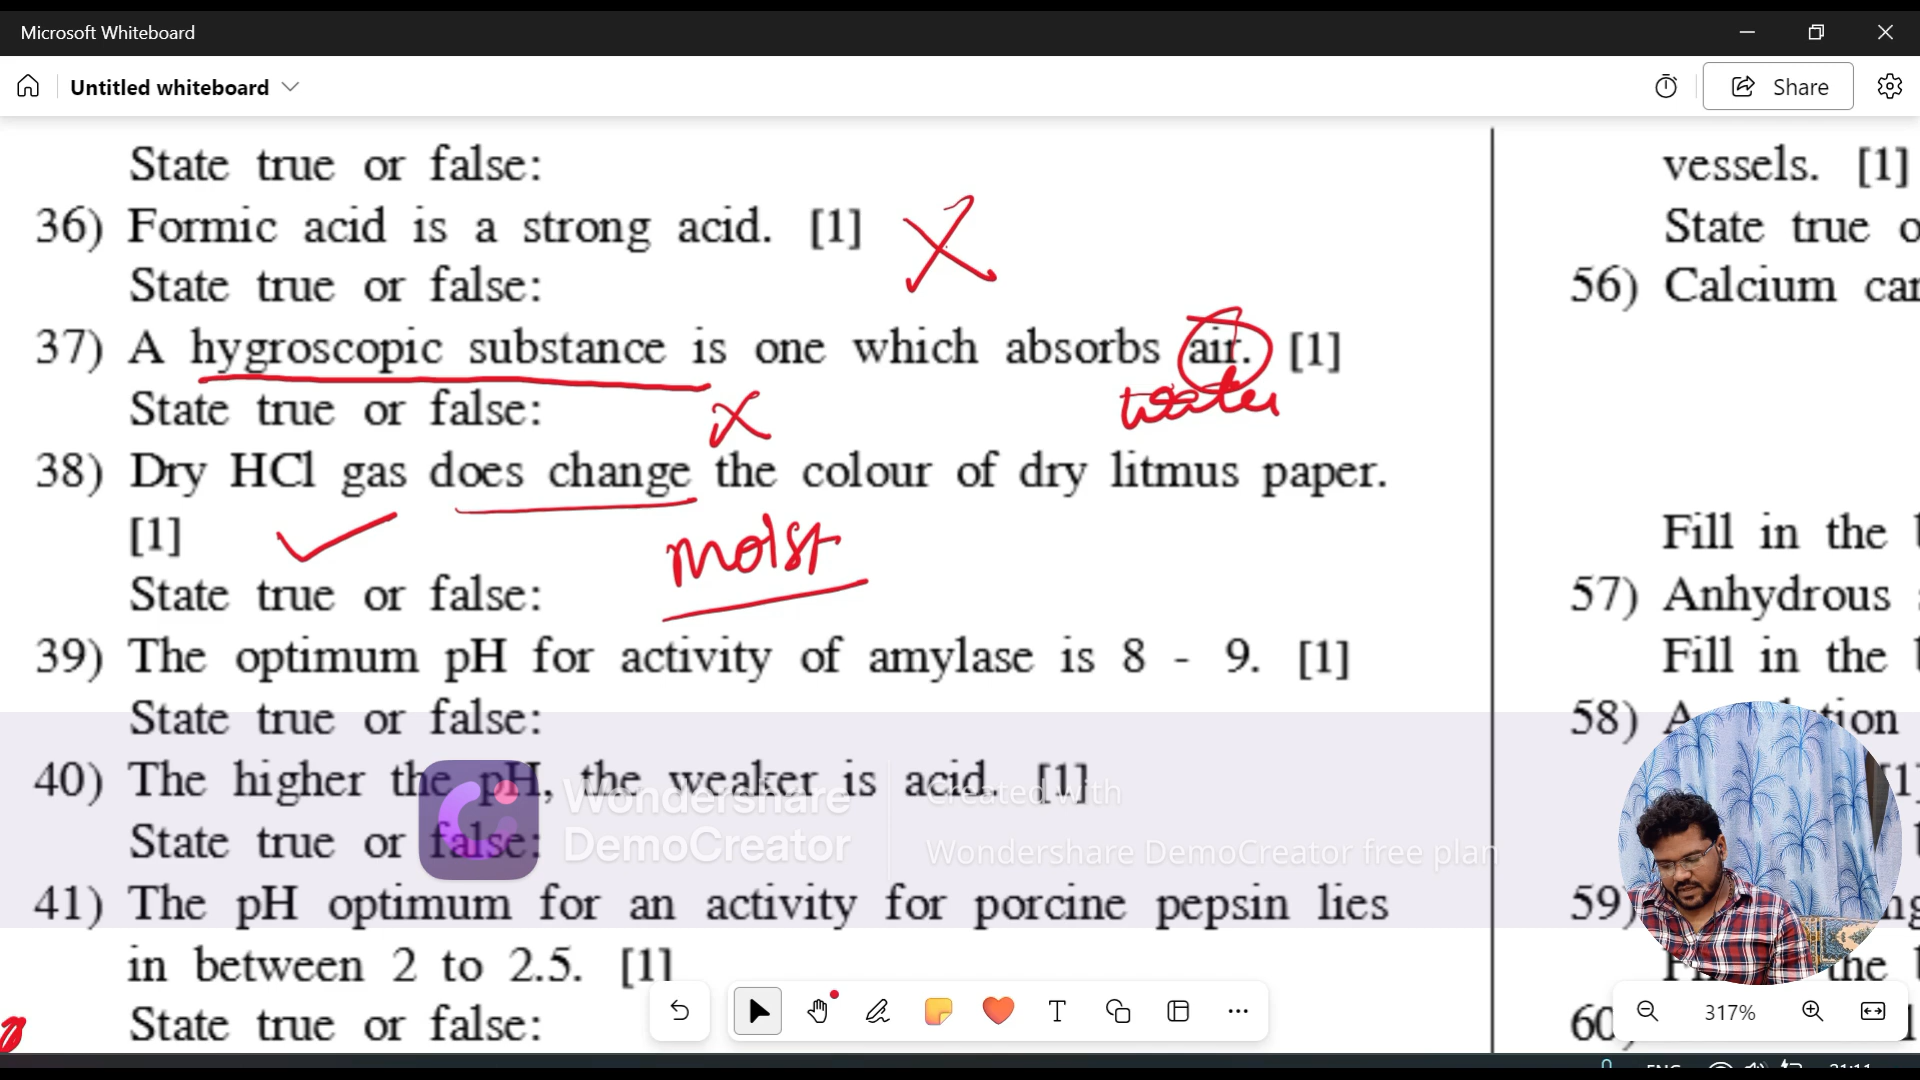 Microsoft Whiteboard
Untitled whiteboard
Share
State true or false:
36) Formic acid is a strong acid. [1]
State true or false:
37) A hygroscopic substance is one which absorbs air. [1]
water
State true or false:
38) Dry HCl gas does change the colour of dry litmus paper.
[1]
moist
State true or false:
39) The optimum pH for activity of amylase is 8 - 9. [1]
State true or false:
40) The higher the pH, the weaker is acid. [1]
State true or false:
41) The pH optimum for an activity for porcine pepsin lies
in between 2 to 2.5. [1]
State true or false:
Wondershare
DemoCreator
Created with
Wondershare DemoCreator free plan
vessels. [1]
State true
56) Calcium
Fill in the
57) Anhydrous
Fill in the
58)
59)
the
60)
317%